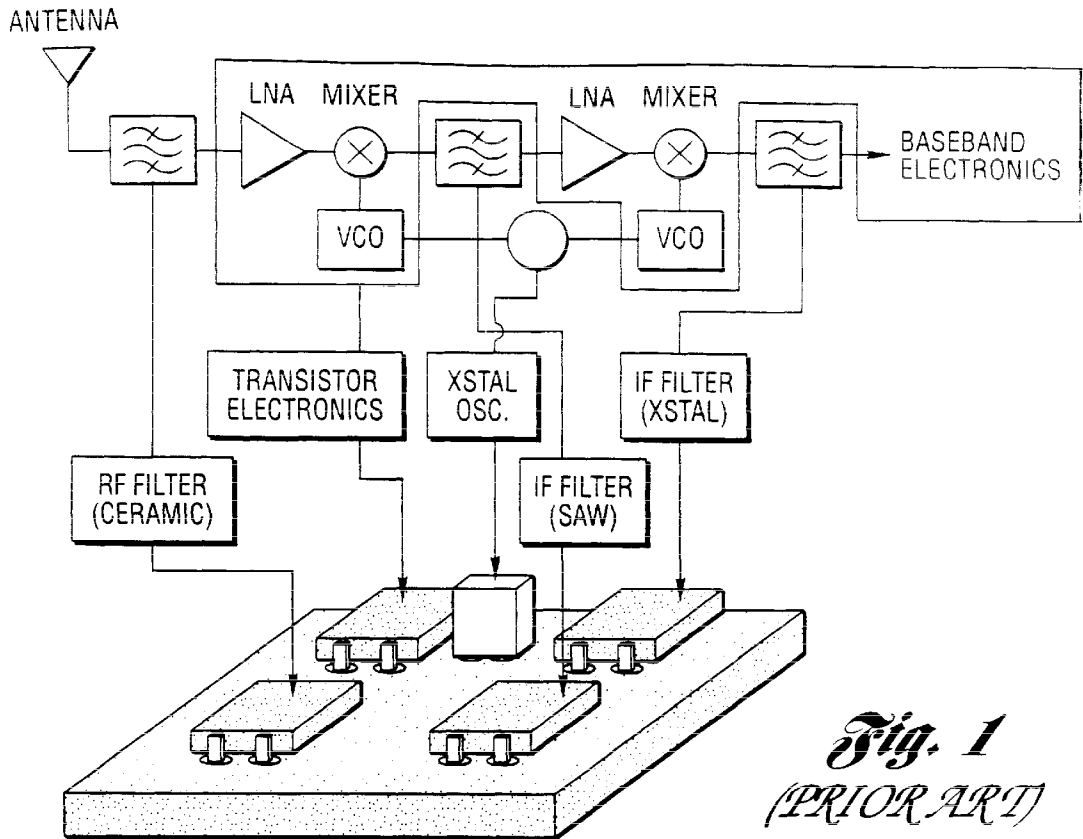 ANTENNA
LNA MIXER
LNA MIXER
BASEBAND
ELECTRONICS
VCO
VCO
TRANSISTOR
ELECTRONICS
XSTAL
OSC.
IF FILTER
(XSTAL)
RF FILTER
(CERAMIC)
IF FILTER
(SAW)
Fig. 1
(PRIOR ART)